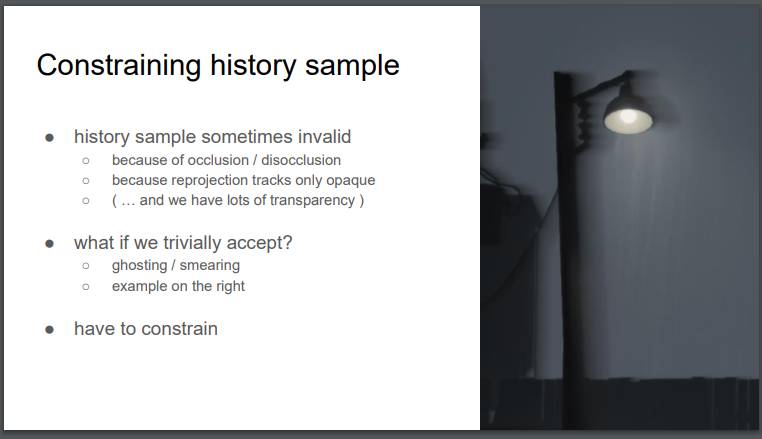 Constraining history sample
● history sample sometimes invalid
○ because of occlusion / disocclusion
○ because reprojection tracks only opaque
○ ( … and we have lots of transparency )
● what if we trivially accept?
○ ghosting / smearing
○ example on the right
● have to constrain